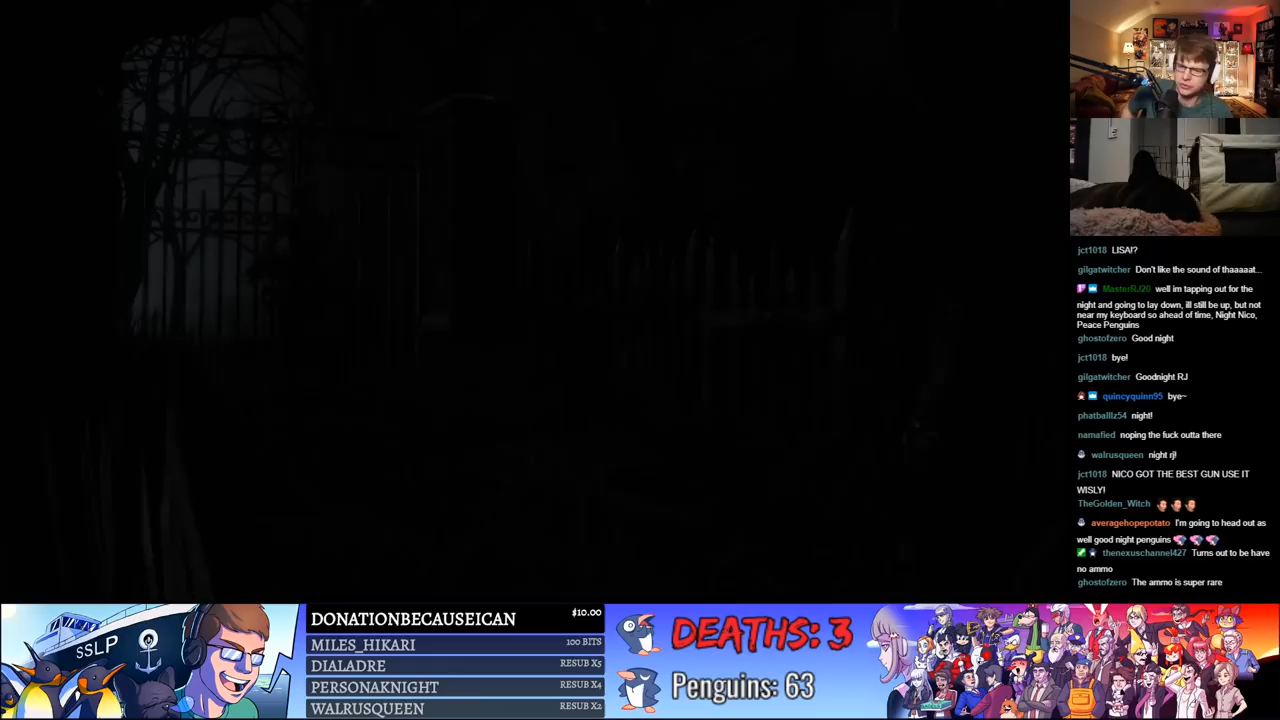 jct1018 LISA!?
gilgatwitcher Don't like the sound of thaaaaat...
MasterRJ20 well im tapping out for the
night and going to lay down, ill still be up, but not
near my keyboard so ahead of time, Night Nico,
Peace Penguins
ghostofzero Good night
jct1018 bye!
gilgatwitcher Goodnight RJ
quincyquinn95 bye~
phatballlz54 night!
namafied noping the fuck outta there
walrusqueen night rj!
jct1018 NICO GOT THE BEST GUN USE IT
WISLY!
TheGolden_Witch
averagehopepotato I'm going to head out as
well good night penguins
thenexuschannel427 Turns out to be have
no ammo
ghostofzero The ammo is super rare
SSLP
DONATIONBECAUSEICAN $10.00
MILES_HIKARI 100 BITS
DIALADRE RESUB X5
PERSONAKNIGHT RESUB X4
WALRUSQUEEN RESUB X2
DEATHS: 3
Penguins: 63